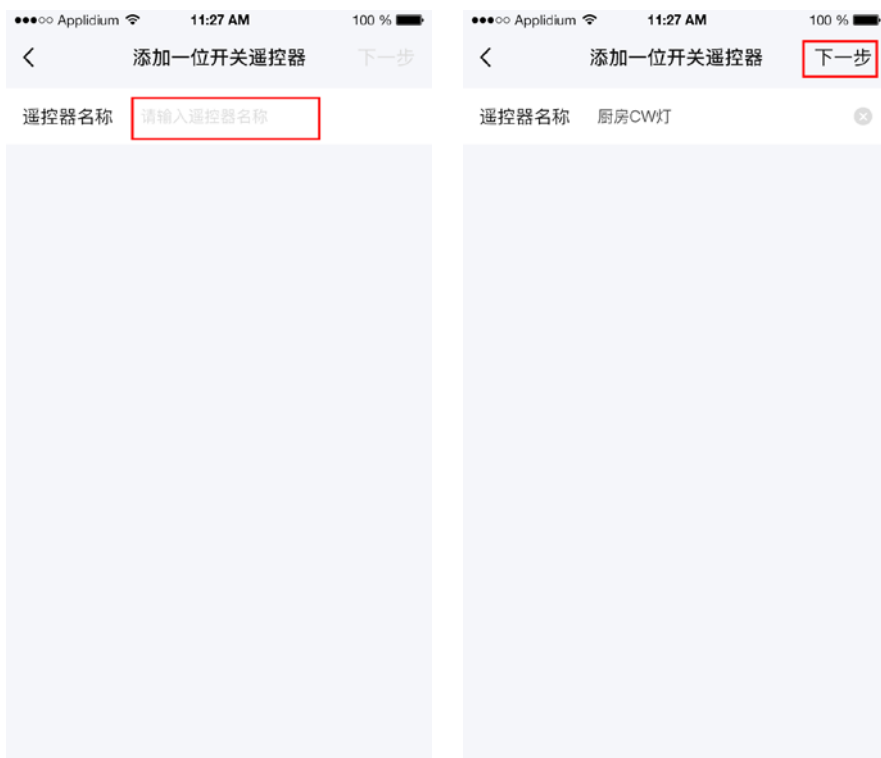 ●●●○○ Applidium 11:27 AM 100 %
添加一位开关遥控器 下一步
遥控器名称 请输入遥控器名称
●●●○○ Applidium 11:27 AM 100 %
添加一位开关遥控器 下一步
遥控器名称 厨房CW灯